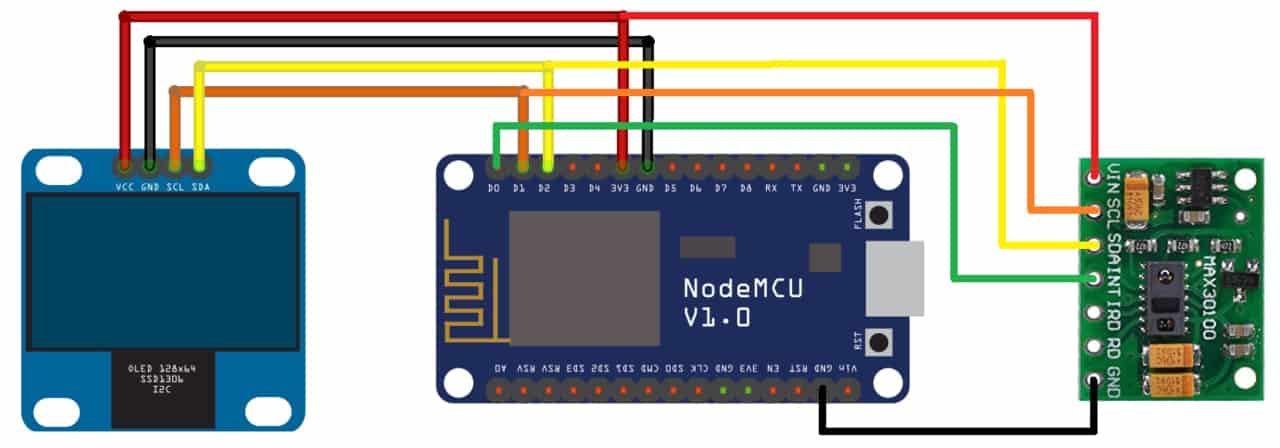 VCC GND SCL SDA
OLED 128x64
SSD1306
I2C
D0 D1 D2 D3 D4 3V3 GND D5 D6 D7 D8 RX TX GND 3V3
FLASH
NodeMCU
V1.0
RST
A0 RSV RSV SD3 SD2 SD1 CMD SDO CLK GND 3V3 EN RST GND Vin
VIN SCL SDA INT IRD RD GND
MAX30100